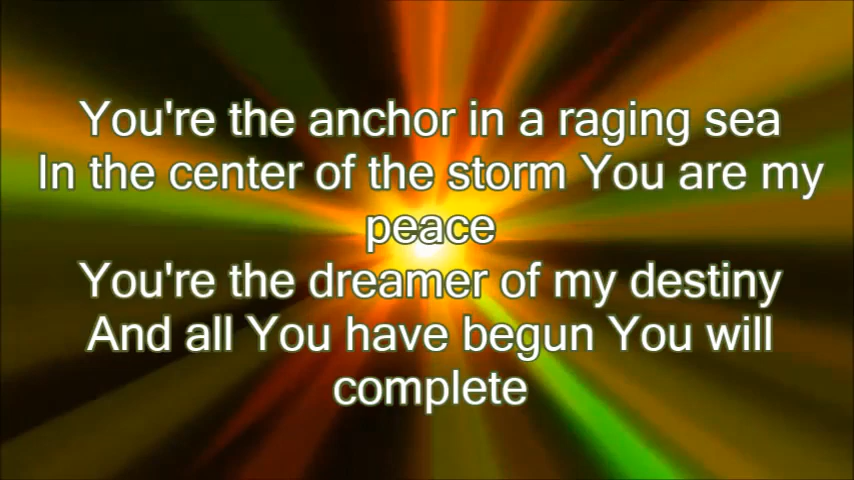 You're the anchor in a raging sea
In the center of the storm You are my
peace
You're the dreamer of my destiny
And all You have begun You will
complete